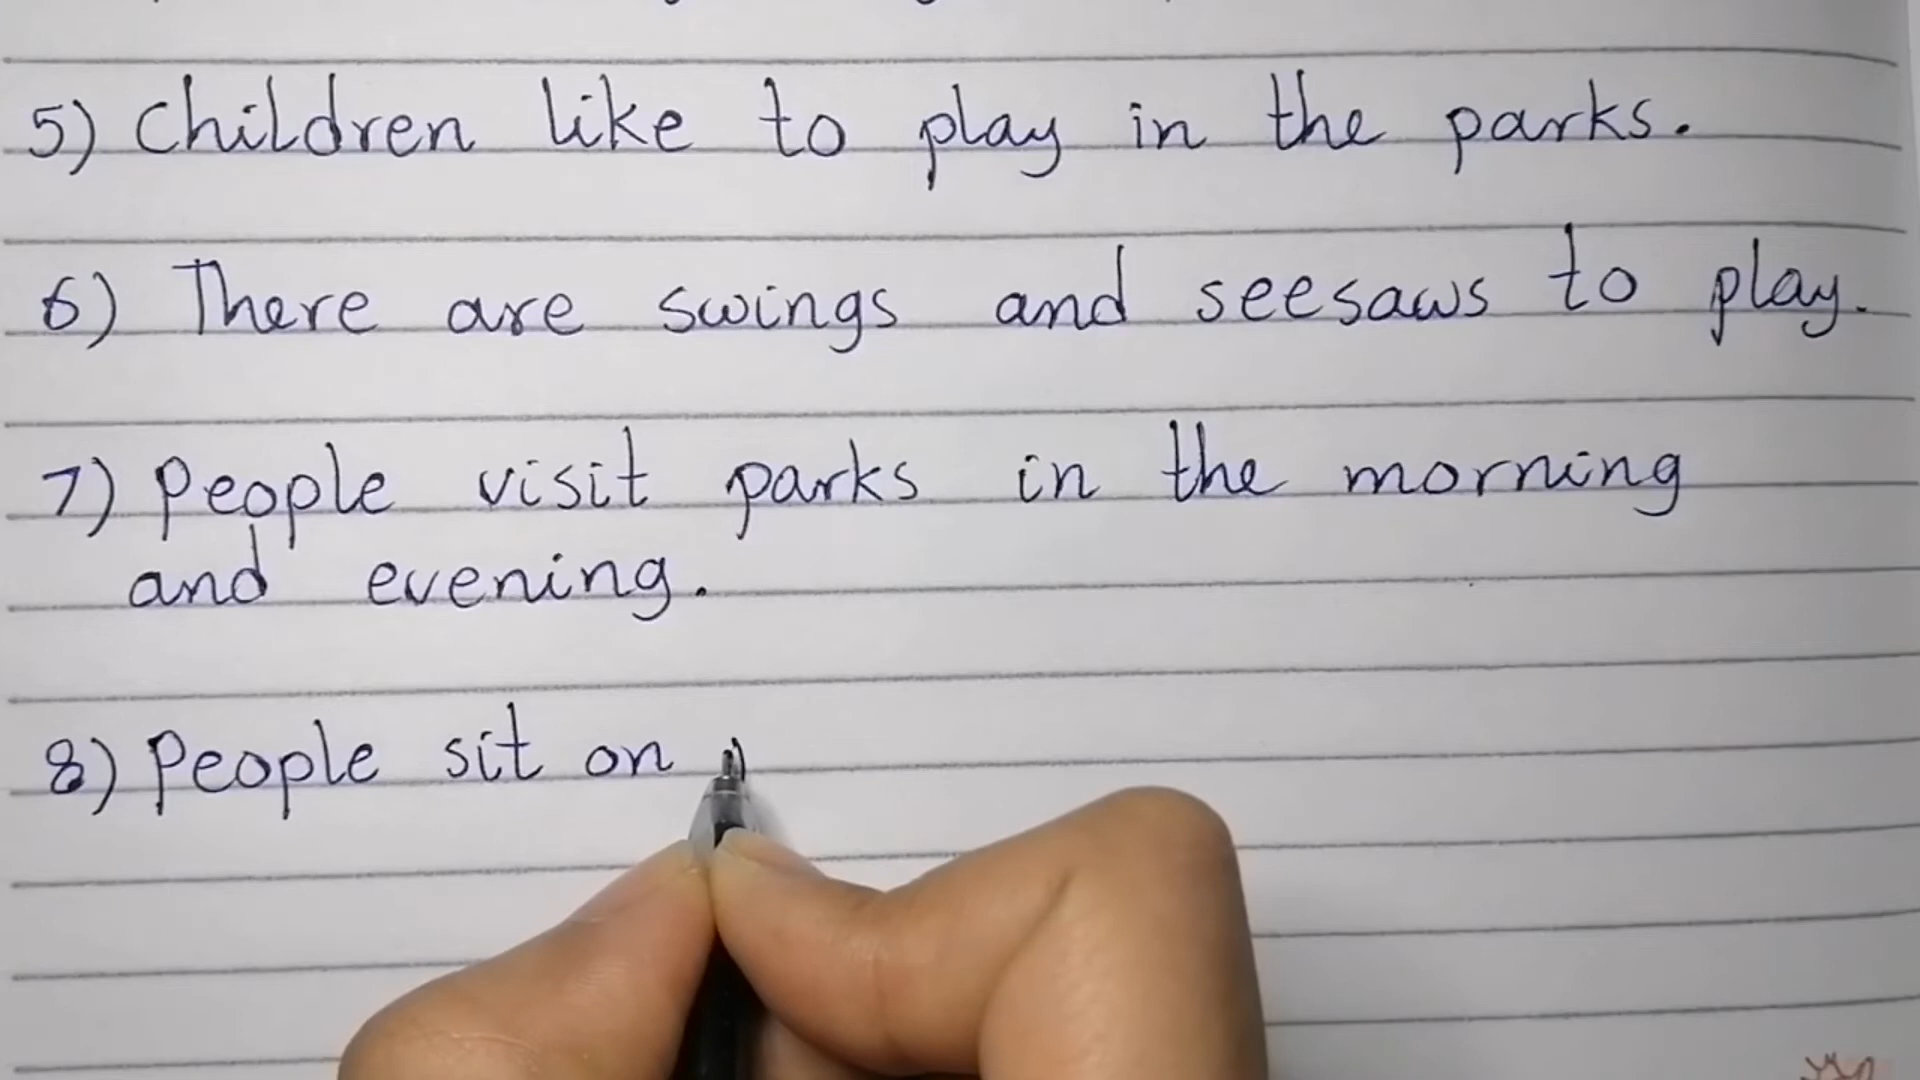 5) Children like to play in the parks.
6) There are swings and seesaws to play.
7) People visit parks in the morning
and evening.
8) People sit on